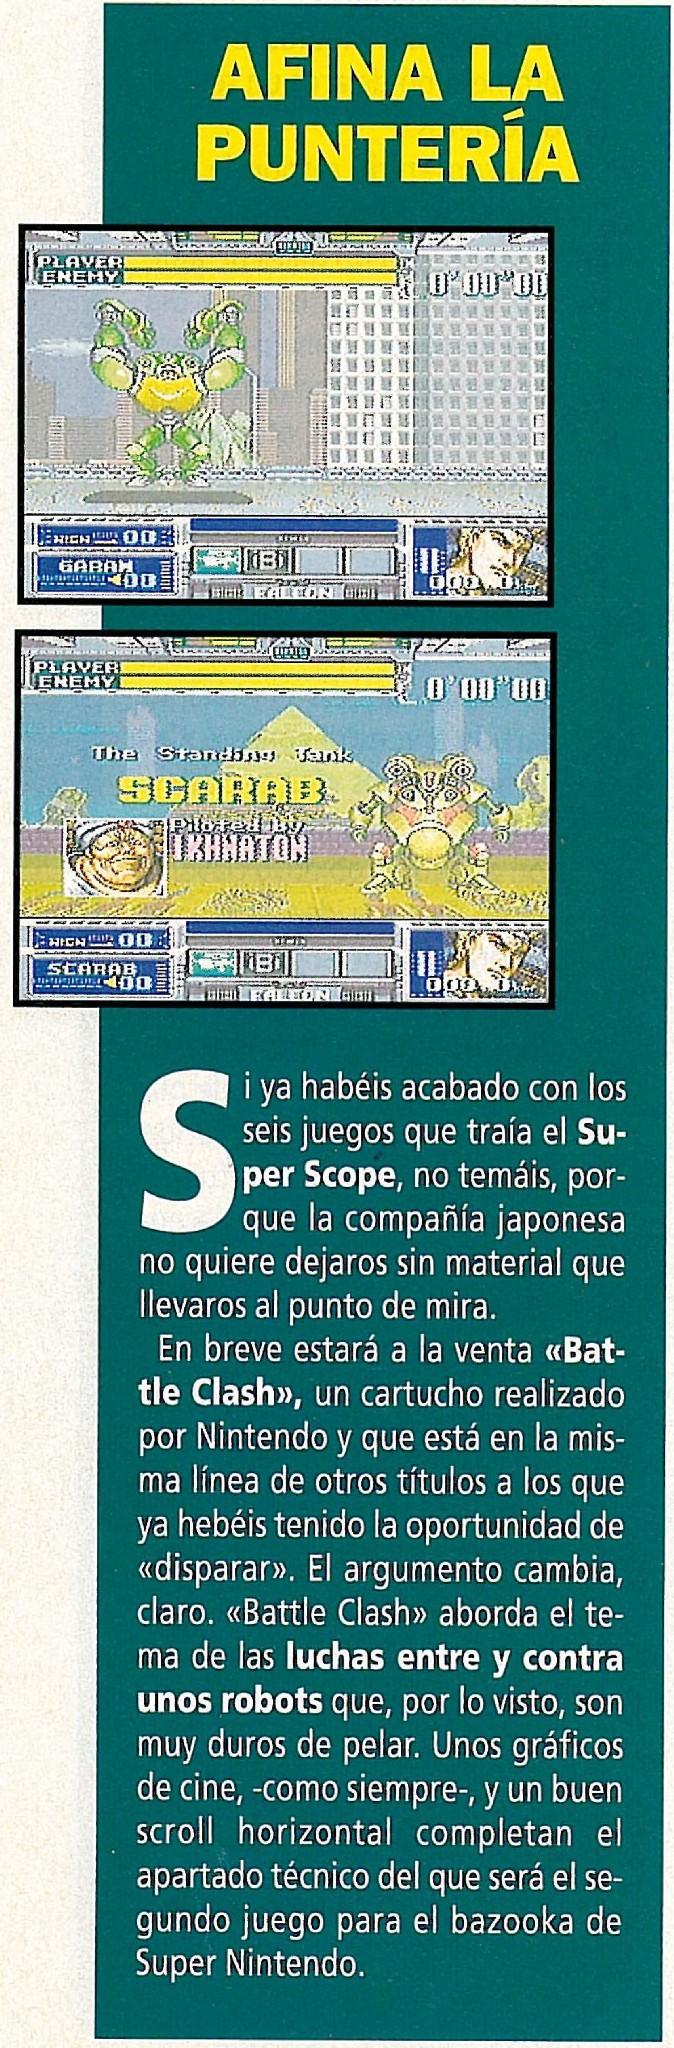 AFINA LA
PUNTERÍA
PLAYER
ENEMY
0'00"00
HIGH 00
GARAM
00
B
FALCON
PLAYER
ENEMY
0'00"00
The Standing Tank
SCARAB
Piloted by
IKHNATON
HIGH 00
SCARAB
00
B
FALCON
Si ya habéis acabado con los
seis juegos que traía el Su-
per Scope, no temáis, por-
que la compañía japonesa
no quiere dejaros sin material que
llevaros al punto de mira.
En breve estará a la venta «Bat-
tle Clash», un cartucho realizado
por Nintendo y que está en la mis-
ma línea de otros títulos a los que
ya hebéis tenido la oportunidad de
«disparar». El argumento cambia,
claro. «Battle Clash» aborda el te-
ma de las luchas entre y contra
unos robots que, por lo visto, son
muy duros de pelar. Unos gráficos
de cine, -como siempre-, y un buen
scroll horizontal completan el
apartado técnico del que será el se-
gundo juego para el bazooka de
Super Nintendo.